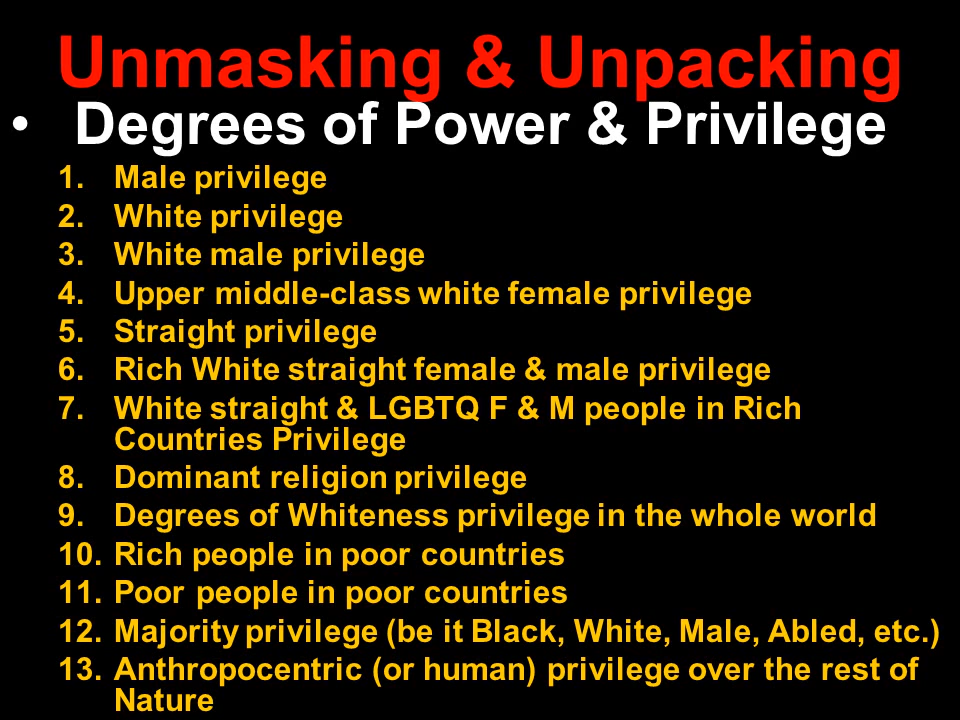 Unmasking & Unpacking
• Degrees of Power & Privilege
1. Male privilege
2. White privilege
3. White male privilege
4. Upper middle-class white female privilege
5. Straight privilege
6. Rich White straight female & male privilege
7. White straight & LGBTQ F & M people in Rich
Countries Privilege
8. Dominant religion privilege
9. Degrees of Whiteness privilege in the whole world
10. Rich people in poor countries
11. Poor people in poor countries
12. Majority privilege (be it Black, White, Male, Abled, etc.)
13. Anthropocentric (or human) privilege over the rest of
Nature